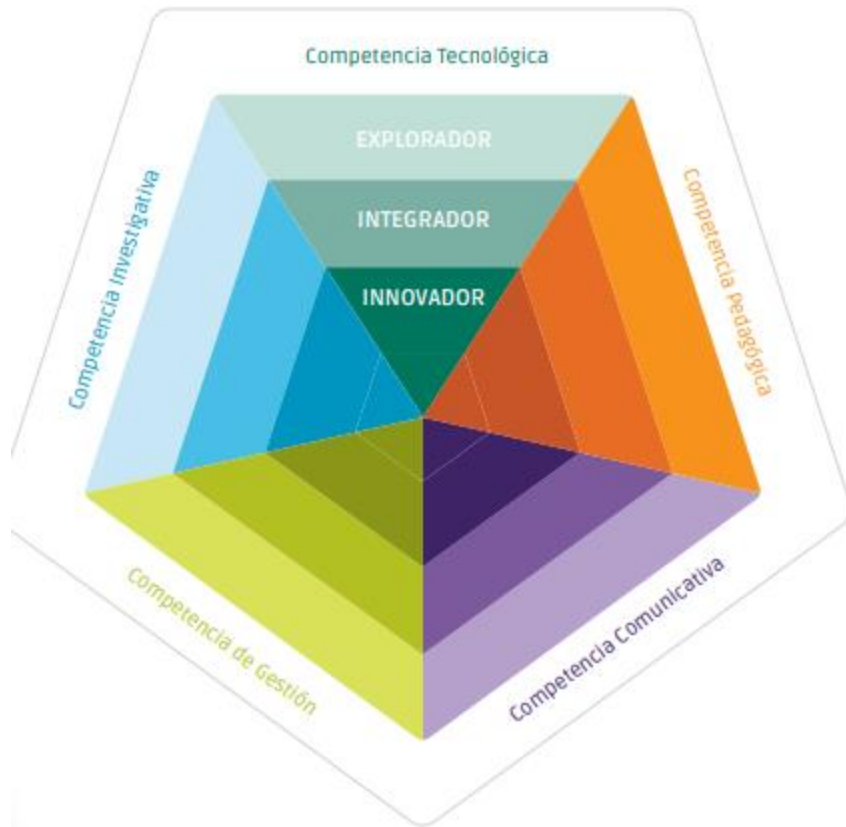 Competencia Tecnológica
EXPLORADOR
INTEGRADOR
INNOVADOR
Competencia Investigativa
Competencia Pedagógica
Competencia de Gestión
Competencia Comunicativa